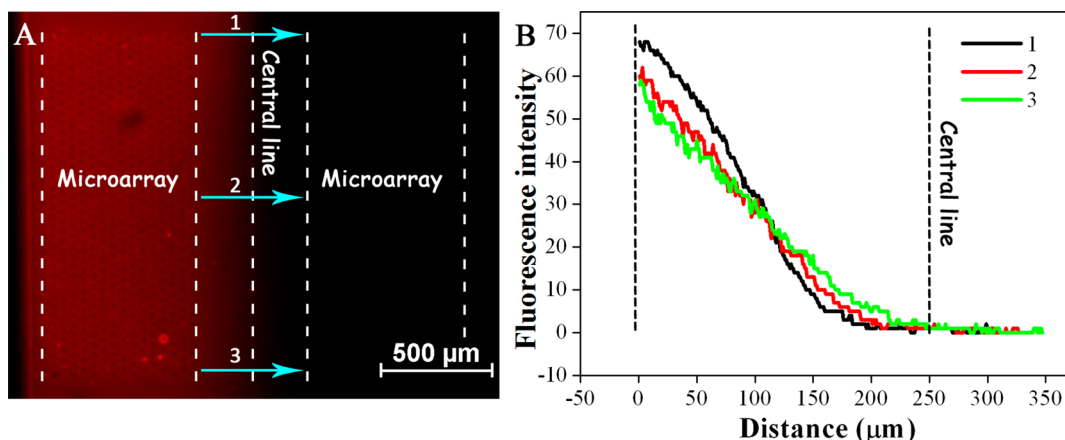 A
1
Central line
Microarray
2
Microarray
3
500 µm
B
Fluorescence intensity
70
60
50
40
30
20
10
0
-10
1
2
3
Central line
-50 0 50 100 150 200 250 300 350
Distance (µm)